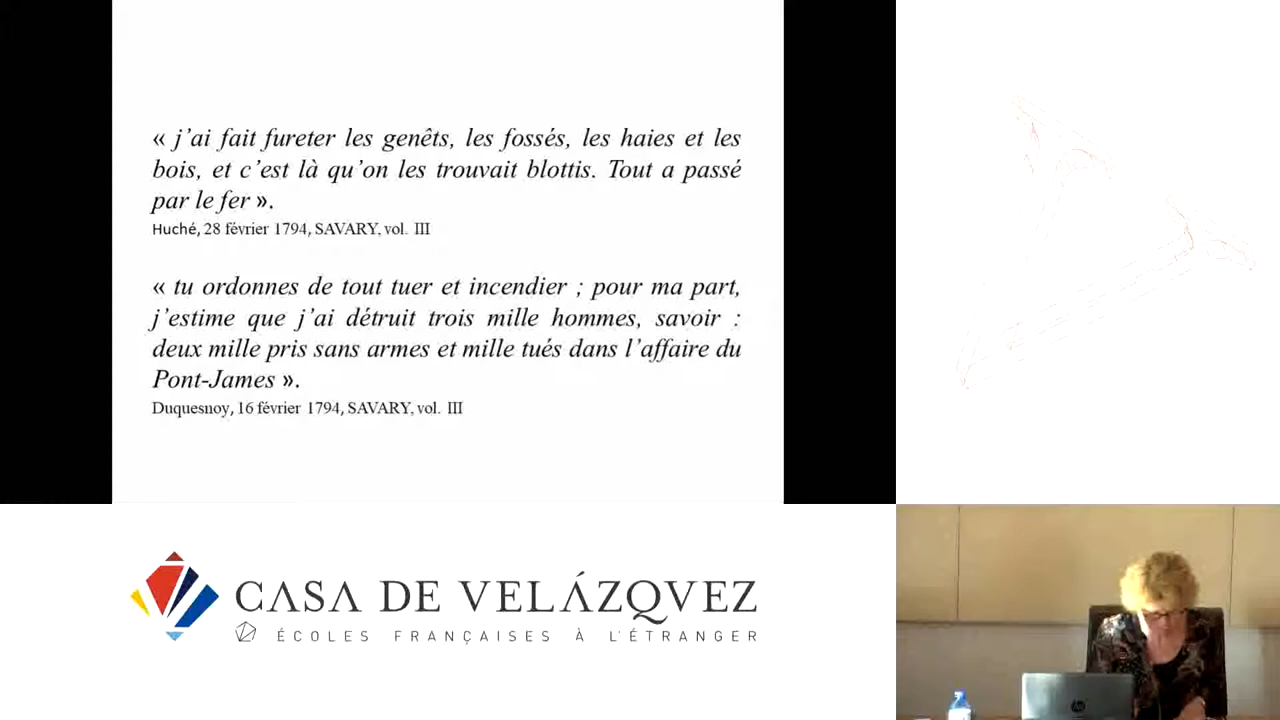 « j’ai fait fureter les genêts, les fossés, les haies et les
bois, et c’est là qu’on les trouvait blottis. Tout a passé
par le fer ».
Huché, 28 février 1794, SAVARY, vol. III
« tu ordonnes de tout tuer et incendier ; pour ma part,
j’estime que j’ai détruit trois mille hommes, savoir :
deux mille pris sans armes et mille tués dans l’affaire du
Pont-James ».
Duquesnoy, 16 février 1794, SAVARY, vol. III
CASA DE VELÁZQVEZ
ÉCOLES FRANÇAISES À L'ÉTRANGER
hp